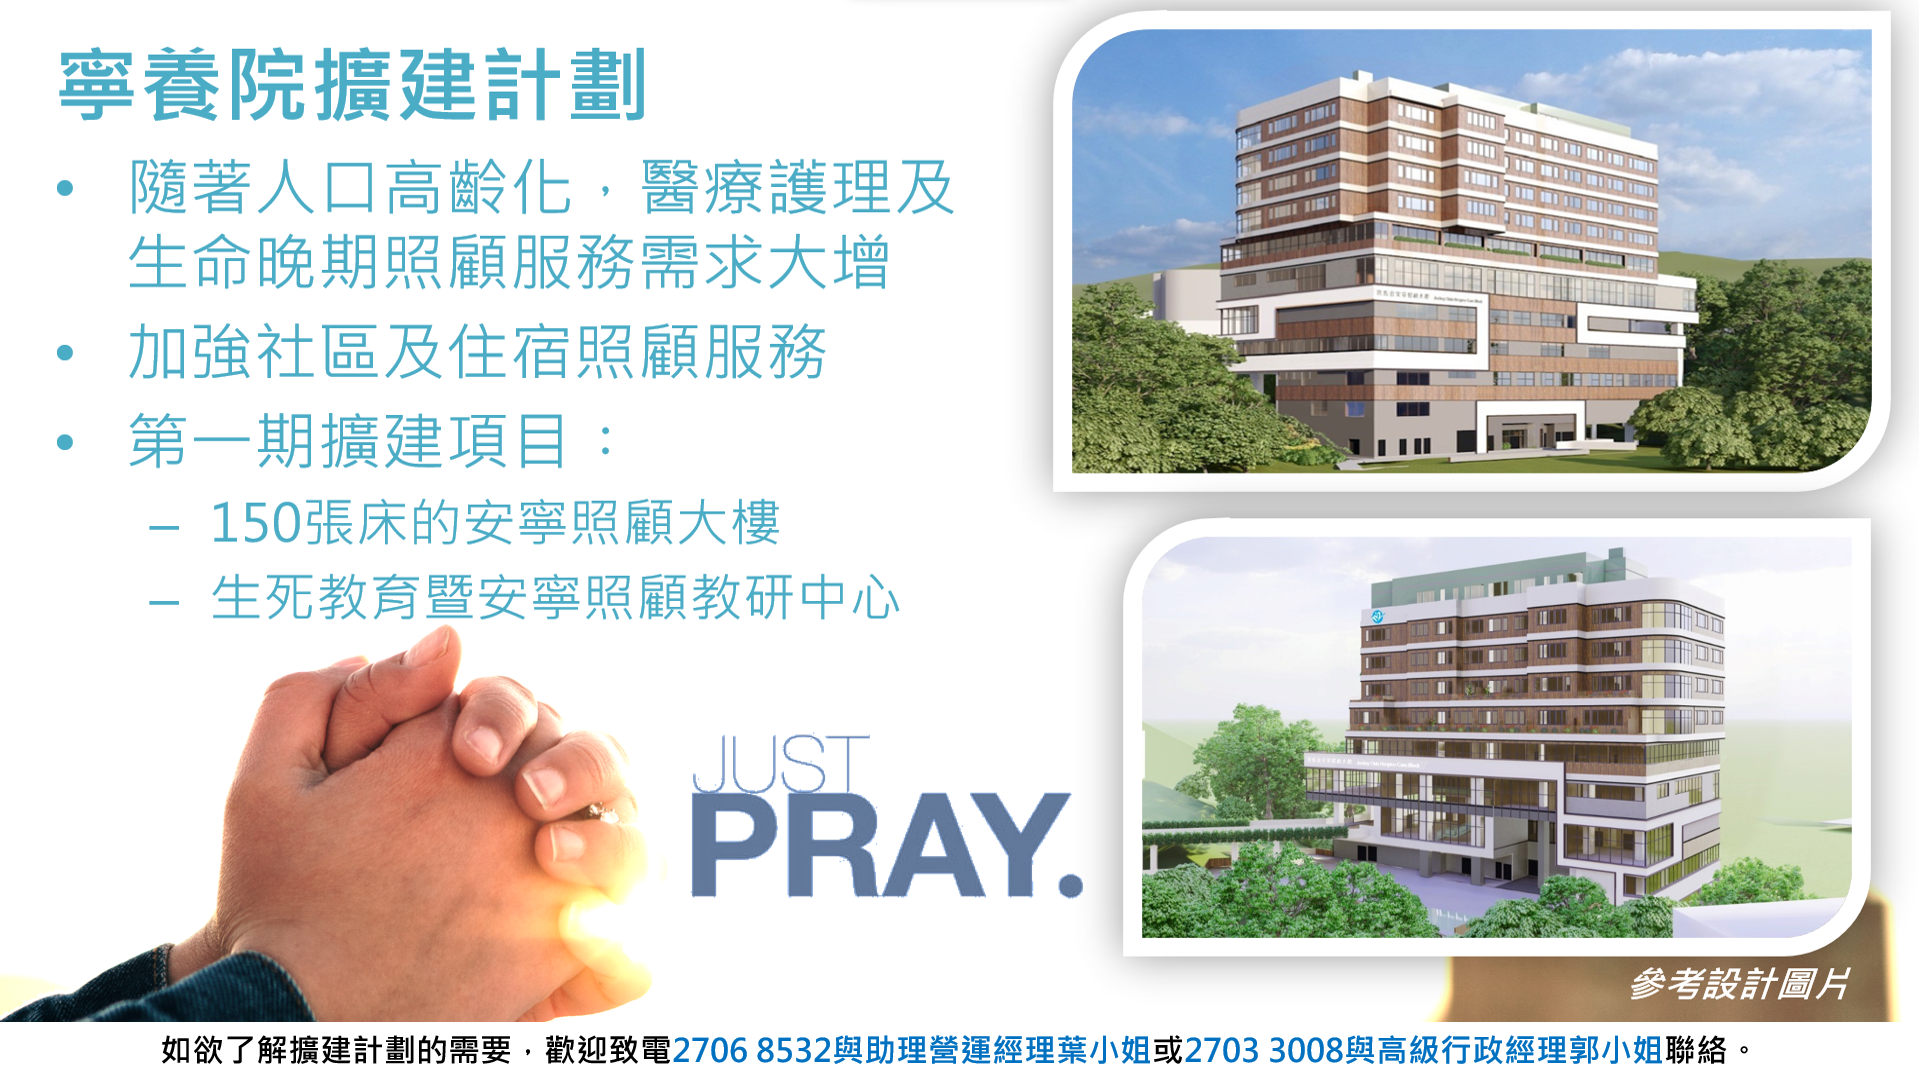 寧養院擴建計劃
• 隨著人口高齡化，醫療護理及
生命晚期照顧服務需求大增
• 加強社區及住宿照顧服務
• 第一期擴建項目：
– 150張床的安寧照顧大樓
– 生死教育暨安寧照顧教研中心
JUST
PRAY.
參考設計圖片
如欲了解擴建計劃的需要，歡迎致電2706 8532與助理營運經理葉小姐或2703 3008與高級行政經理郭小姐聯絡。